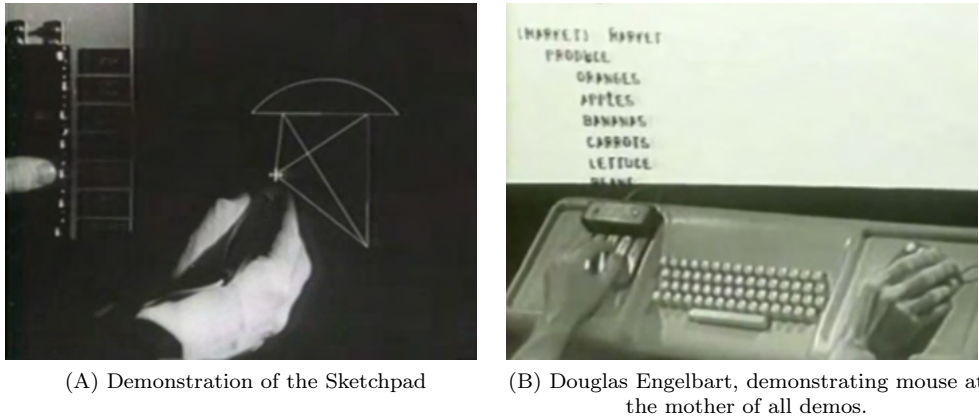 (MARKET) MARKET
PRODUCE
ORANGES
APPLES
BANANAS
CARROTS
LETTUCE
(A) Demonstration of the Sketchpad
(B) Douglas Engelbart, demonstrating mouse at
the mother of all demos.